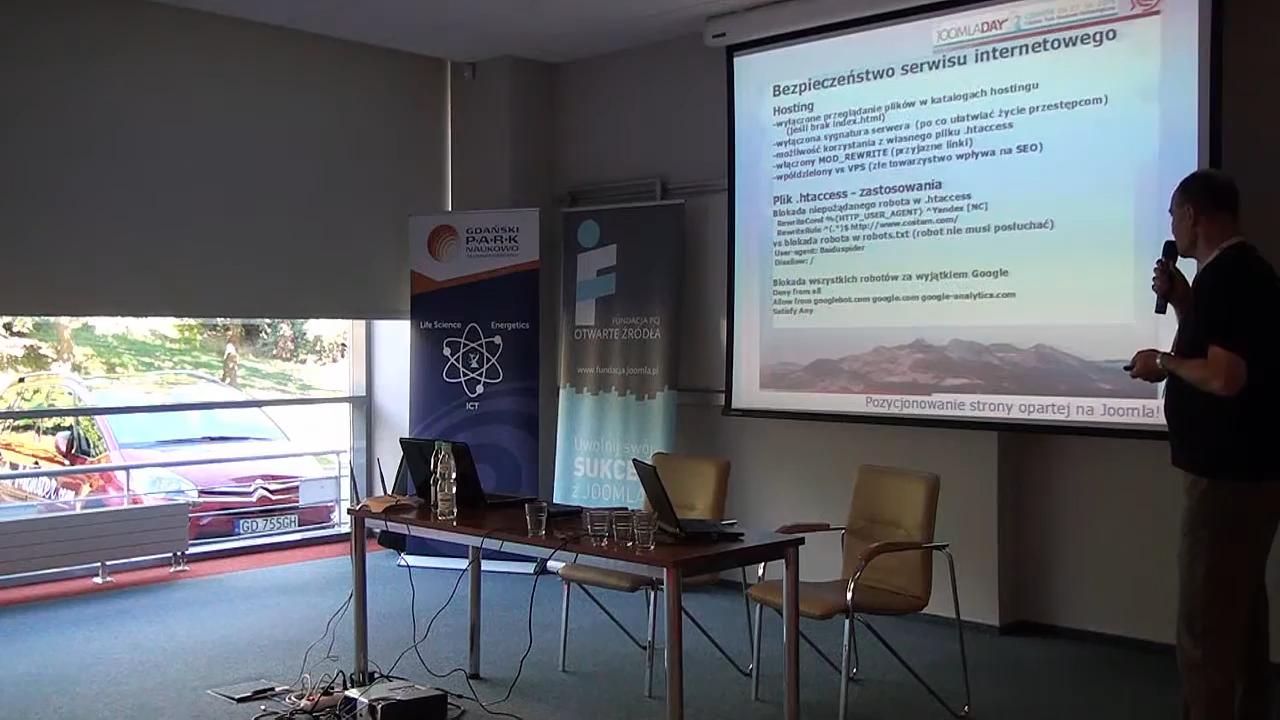 JOOMLADAY
Bezpieczeństwo serwisu internetowego
Hosting
-wyłączone przeglądanie plików w katalogach hostingu
(jeśli brak index.html)
-wyłączona sygnatura serwera (po co ułatwiać życie przestępcom)
-możliwość korzystania z własnego pliku .htaccess
-włączony MOD_REWRITE (przyjazne linki)
-wpółdzielony vs VPS (złe towarzystwo wpływa na SEO)
Plik .htaccess – zastosowania
Blokada niepożądanego robota w .htaccess
RewriteCond %{HTTP_USER_AGENT} ^Yandex [NC]
RewriteRule ^(.*)$ http://www.costam.com/
vs blokada robota w robots.txt (robot nie musi posłuchać)
User-agent: Baiduspider
Disallow: /
Blokada wszystkich robotów za wyjątkiem Google
Deny from all
Allow from googlebot.com google.com google-analytics.com
Satisfy Any
Pozycjonowanie strony opartej na Joomla!
GDAŃSKI
P·A·R·K
NAUKOWO
Life Science
Energetics
ICT
FUNDACJA PCJ
OTWARTE ŹRÓDŁA
www.fundacja.joomla.pl
Uwolnij swój
SUKCE
z JOOMLA
GD 755GH